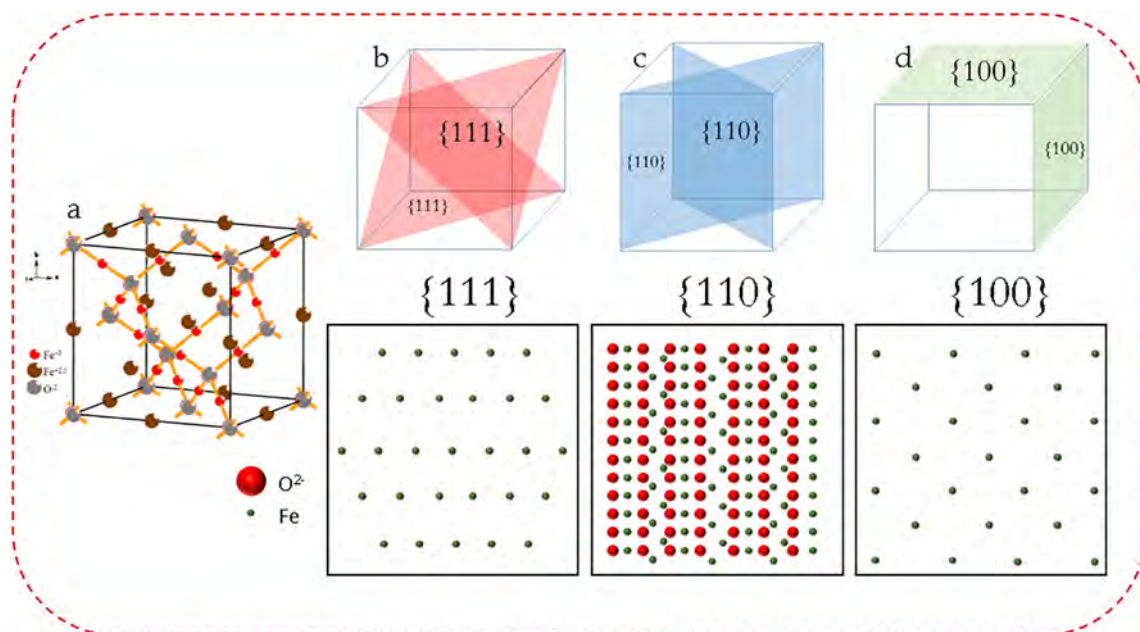 b
c
d
{111}
{111}
{110}
{110}
{100}
{100}
a
Fe⁻³
Fe⁻²·⁵
O⁻²
{111}
{110}
{100}
O²⁻
Fe